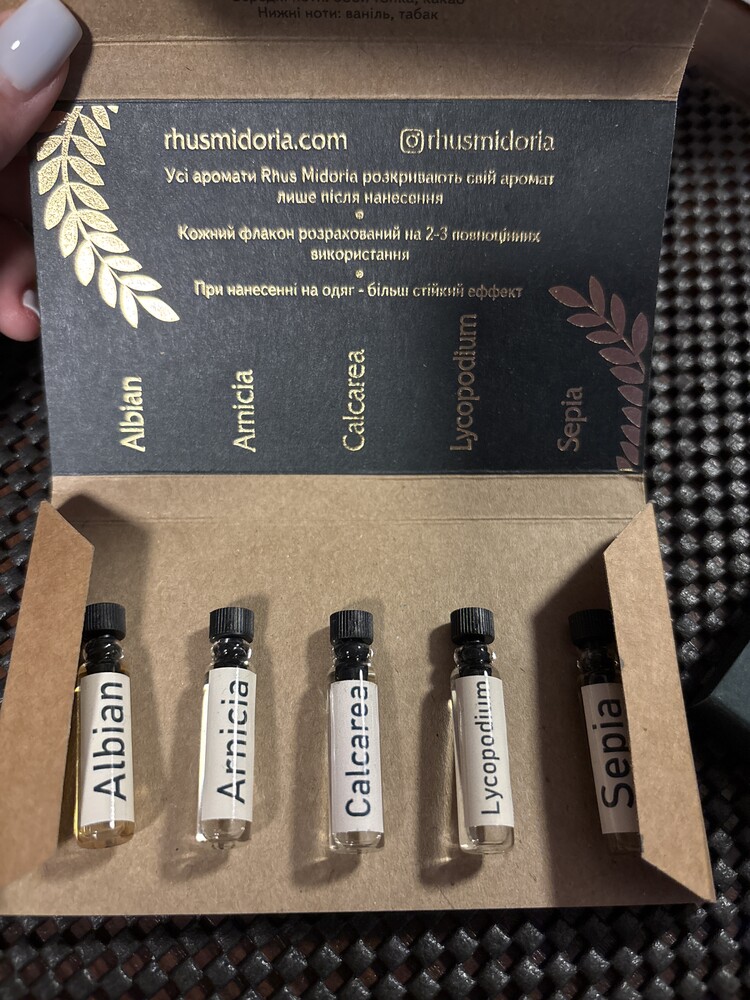 Нижні ноти: ваніль, табак
rhusmidoria.com
rhusmidoria
Усі аромати Rhus Midoria розкривають свій аромат
лише після нанесення
Кожний флакон розрахований на 2-3 повноцінних
використання
При нанесенні на одяг - більш стійкий еффект
Albian
Arnicia
Calcarea
Lycopodium
Sepia
Albian
Arnicia
Calcarea
Lycopodium
Sepia